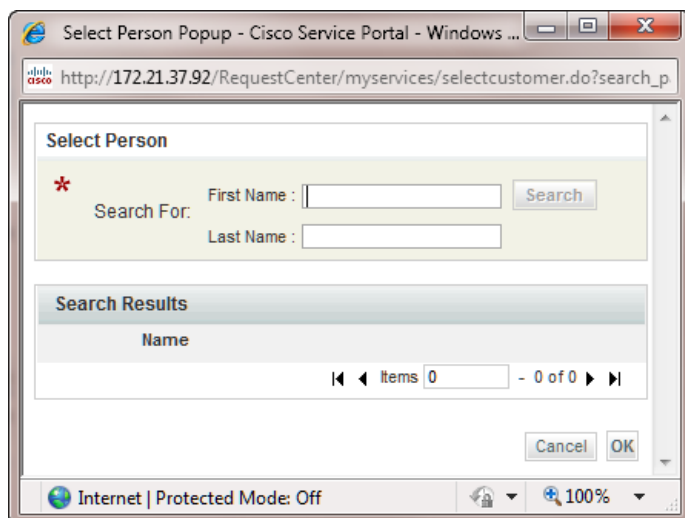 Select Person Popup - Cisco Service Portal - Windows ...
cisco http://172.21.37.92/RequestCenter/myservices/selectcustomer.do?search_p
Select Person
* Search For:
First Name :
Search
Last Name :
Search Results
Name
Items 0 - 0 of 0
Cancel OK
Internet | Protected Mode: Off
100%